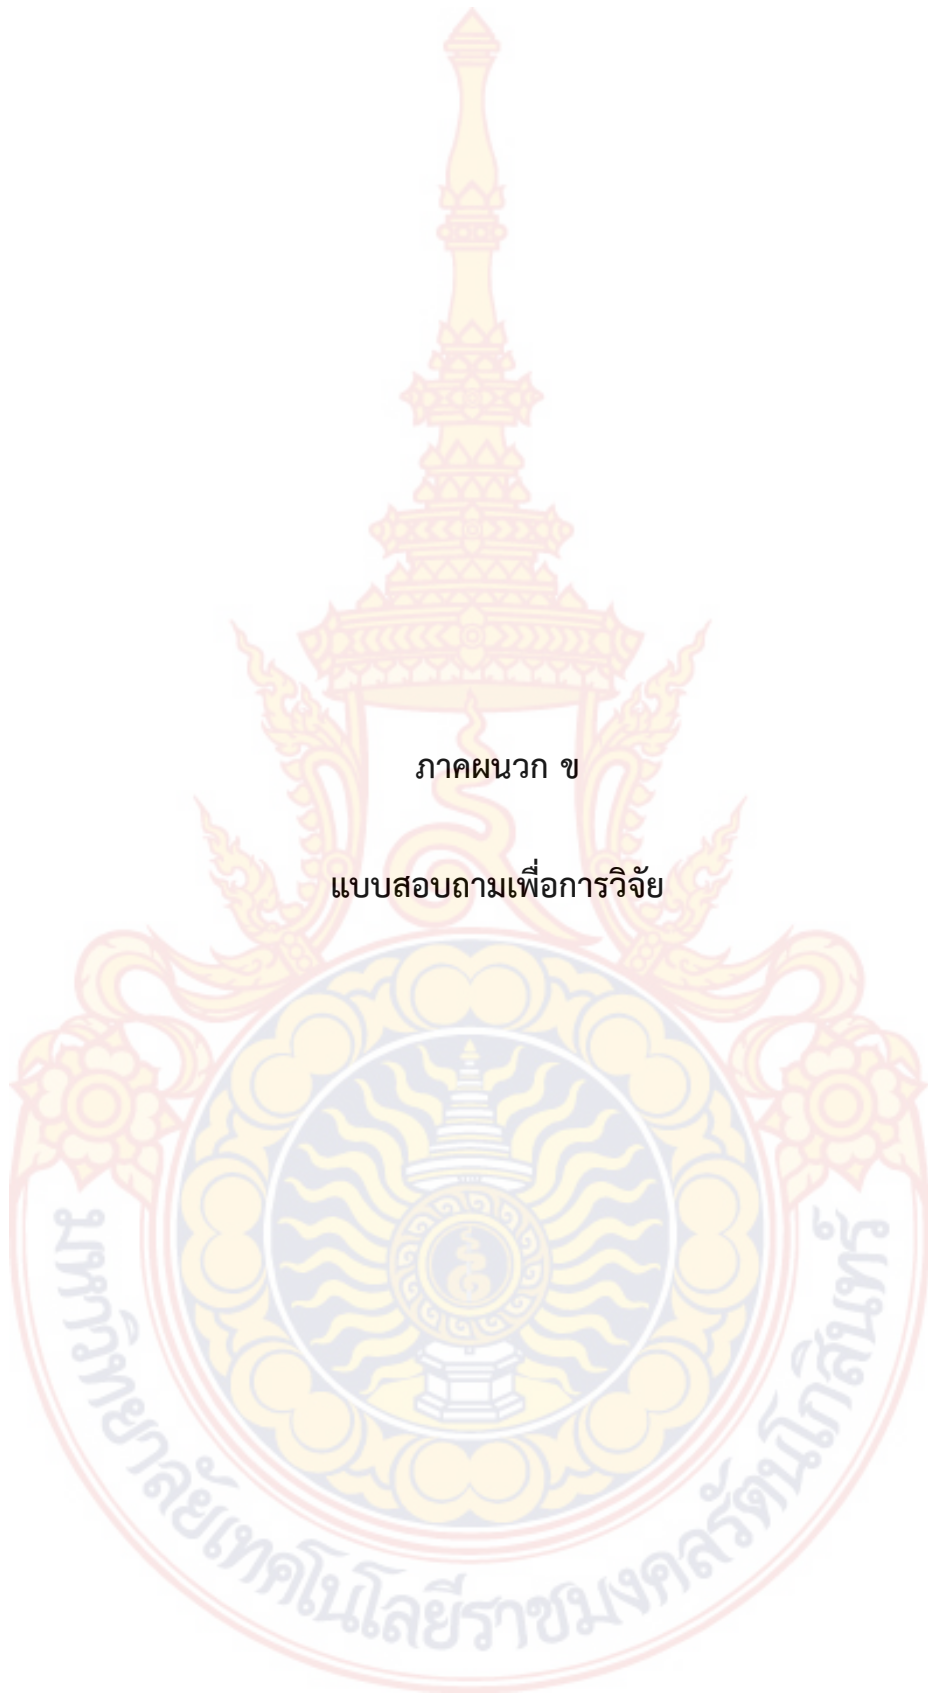 ภาคผนวก ข
แบบสอบถามเพื่อการวิจัย
มหาวิทยาลัยเทคโนโลยีราชมงคลรัตนโกสินทร์